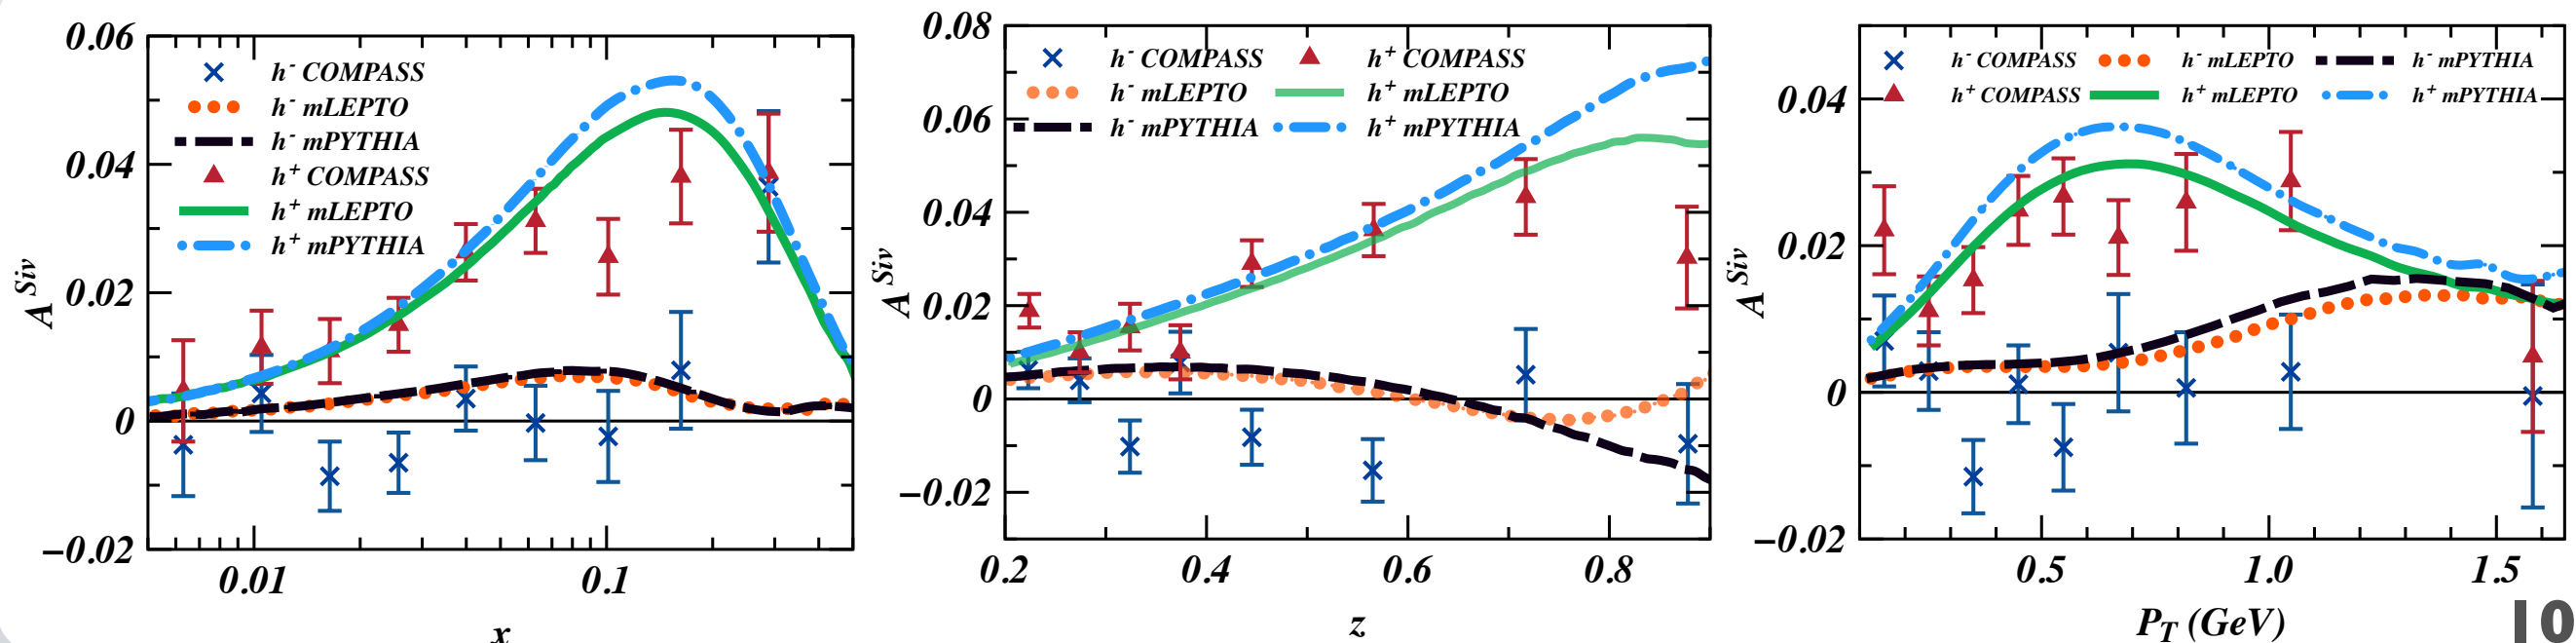 0.06
0.04
0.02
0
−0.02
A Siv
h- COMPASS
h- mLEPTO
h- mPYTHIA
h+ COMPASS
h+ mLEPTO
h+ mPYTHIA
0.01 0.1
x
0.08
0.06
0.04
0.02
0
−0.02
A Siv
h- COMPASS h+ COMPASS
h- mLEPTO h+ mLEPTO
h- mPYTHIA h+ mPYTHIA
0.2 0.4 0.6 0.8
z
0.04
0.02
0
−0.02
A Siv
h- COMPASS h- mLEPTO h- mPYTHIA
h+ COMPASS h+ mLEPTO h+ mPYTHIA
0.5 1.0 1.5
PT (GeV)
10